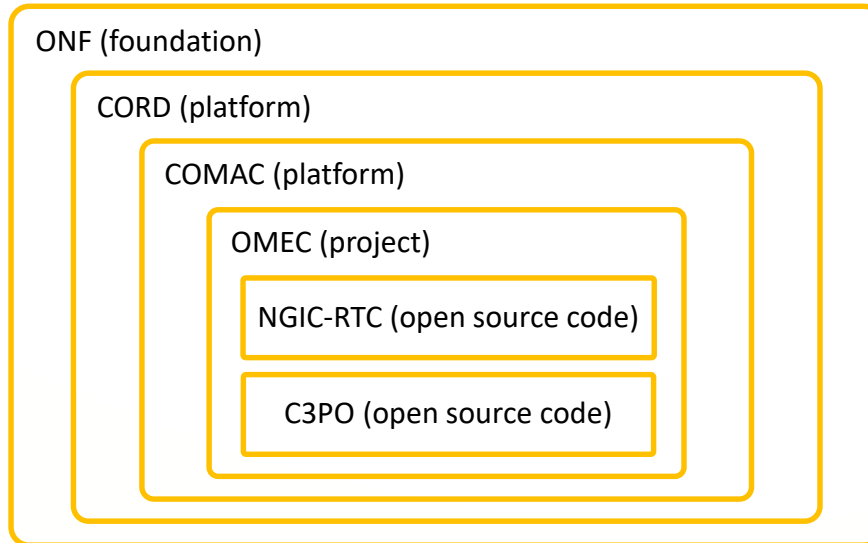 ONF (foundation)
CORD (platform)
COMAC (platform)
OMEC (project)
NGIC-RTC (open source code)
C3PO (open source code)